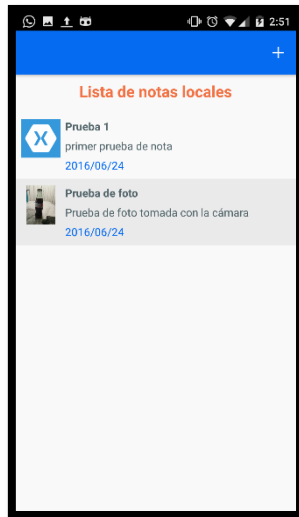 2:51
+
Lista de notas locales
Prueba 1
primer prueba de nota
2016/06/24
Prueba de foto
Prueba de foto tomada con la cámara
2016/06/24